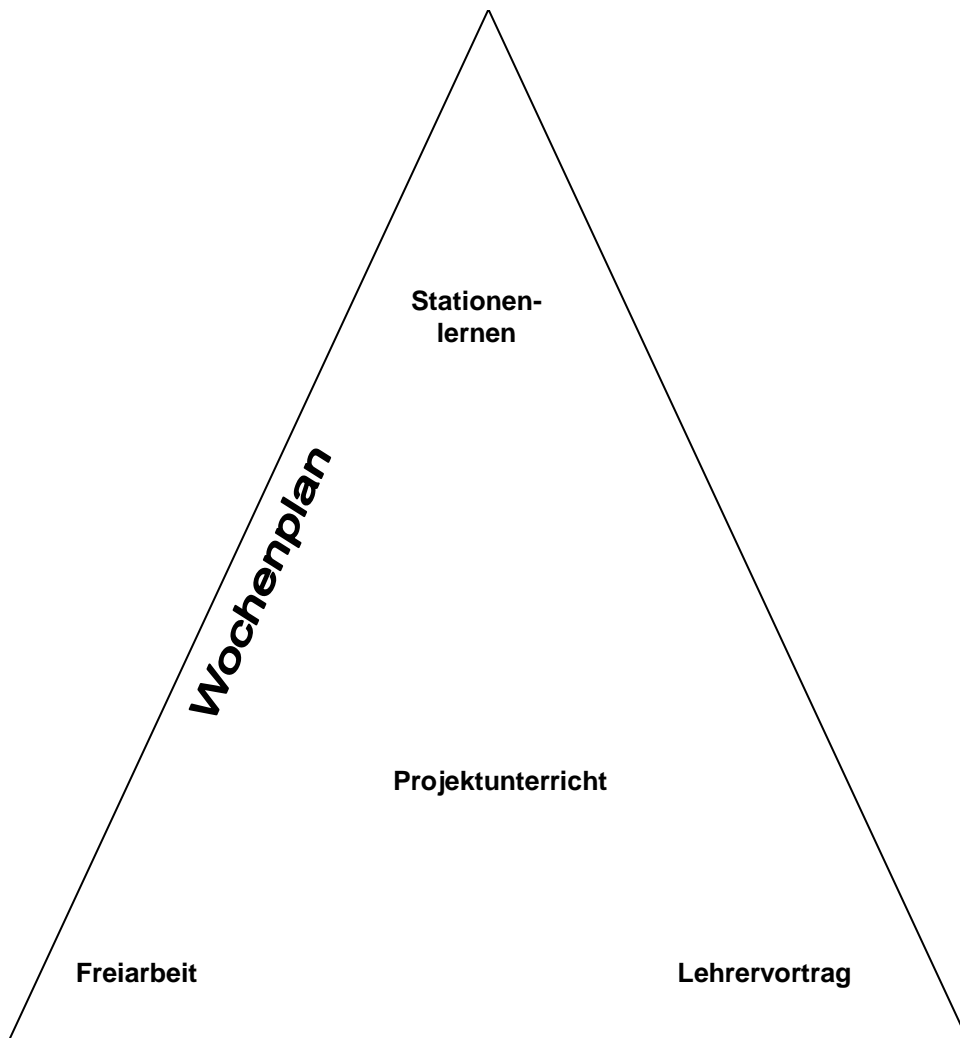 Stationen-
lernen
Wochenplan
Projektunterricht
Freiarbeit
Lehrervortrag